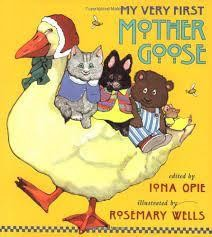 MY VERY FIRST
MOTHER
GOOSE
edited by
IONA OPIE
illustrated by
ROSEMARY WELLS